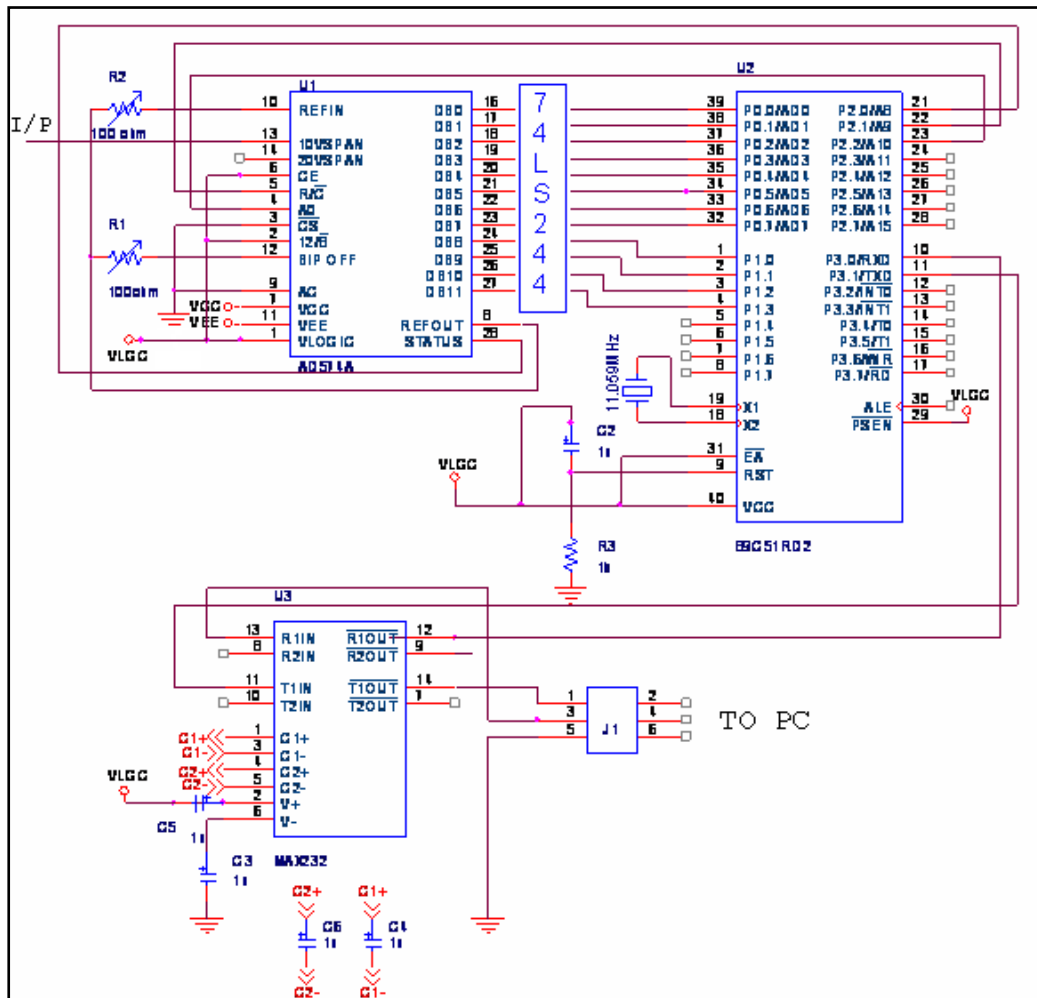 U1
U2
R2
100 ohm
I/P
R1
100ohm
10 REFIN
13 10VSPAN
14 20VSPAN
6 CE
5 R/C
4 A0
3 CS
2 12/8
12 BIPOFF
9 AC
7 VCC
11 VEE
1 VLOGIC
VCC
VEE
VLCC
DB0 16
DB1 17
DB2 18
DB3 19
DB4 20
DB5 21
DB6 22
DB7 23
DB8 24
DB9 25
DB10 26
DB11 27
REFOUT 8
STATUS 28
AD574A
7
4
L
S
2
4
4
39 P0.0/AD0
38 P0.1/AD1
37 P0.2/AD2
36 P0.3/AD3
35 P0.4/AD4
34 P0.5/AD5
33 P0.6/AD6
32 P0.7/AD7
1 P1.0
2 P1.1
3 P1.2
4 P1.3
5 P1.4
6 P1.5
7 P1.6
8 P1.7
19 X1
18 X2
31 EA
9 RST
40 VCC
P2.0/A8 21
P2.1/A9 22
P2.2/A10 23
P2.3/A11 24
P2.4/A12 25
P2.5/A13 26
P2.6/A14 27
P2.7/A15 28
P3.0/RXD 10
P3.1/TXD 11
P3.2/INT0 12
P3.3/INT1 13
P3.4/T0 14
P3.5/T1 15
P3.6/WR 16
P3.7/RD 17
ALE 30
PSEN 29
VLCC
89C51RD2
11.059MHz
C2
1u
VLCC
R3
1k
U3
13 R1IN
8 R2IN
11 T1IN
10 T2IN
1 C1+
3 C1-
4 C2+
5 C2-
2 V+
6 V-
R1OUT 12
R2OUT 9
T1OUT 14
T2OUT 7
C1+
C1-
C2+
C2-
VLCC
C5
1u
C3
1u
MAX232
1 2
3 4
5 6
J1
TO PC
C2+ C1+
C6
1u
C4
1u
C2- C1-